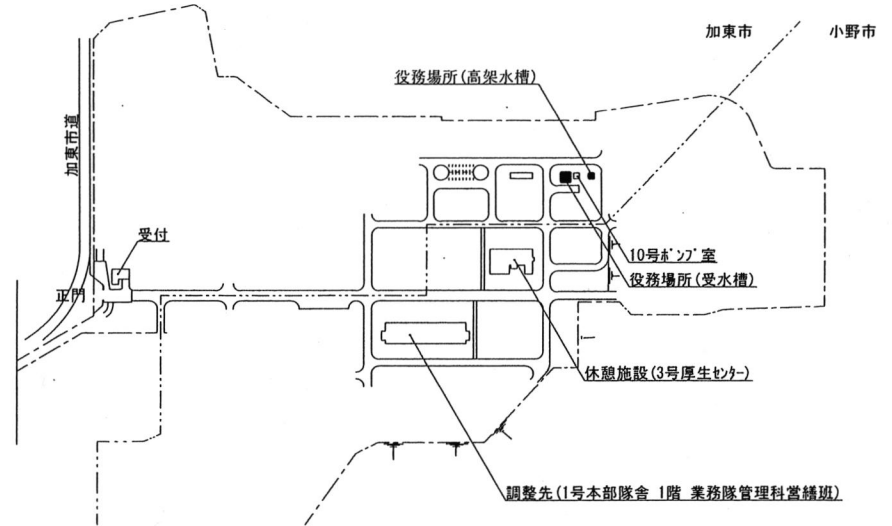 加東市
小野市
役務場所(高架水槽)
加東市道
受付
10号ﾎﾟﾝﾌﾟ室
役務場所(受水槽)
正門
休憩施設(3号厚生ｾﾝﾀｰ)
調整先(1号本部隊舎 1階 業務隊管理科営繕班)